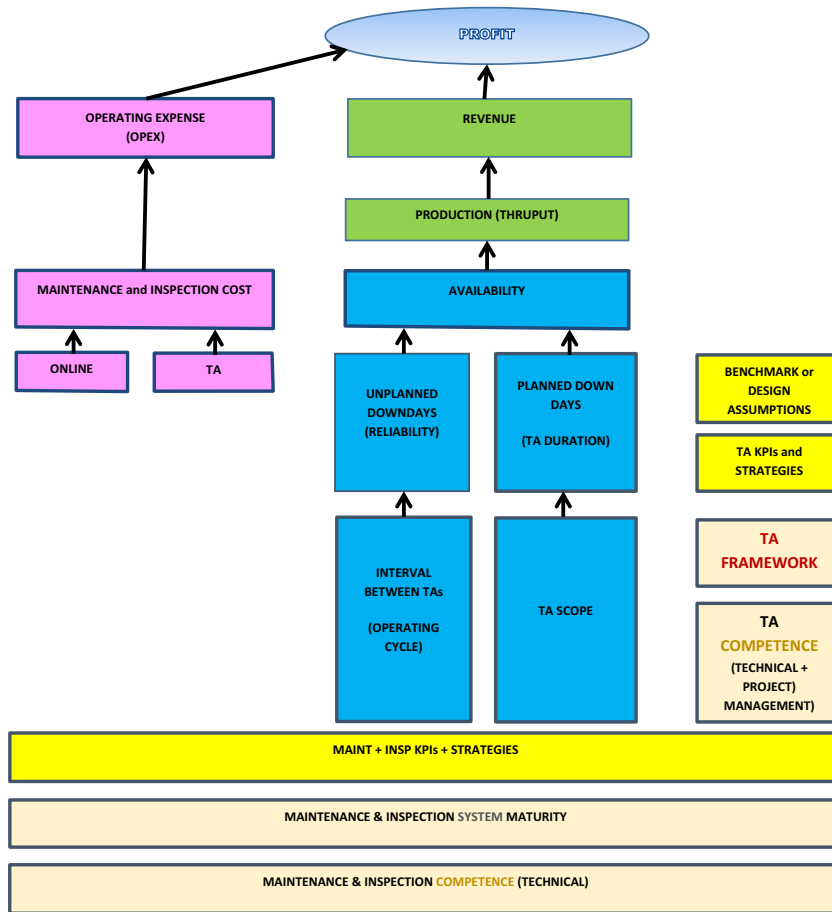 PROFIT
OPERATING EXPENSE
(OPEX)
REVENUE
PRODUCTION (THRUPUT)
MAINTENANCE and INSPECTION COST
AVAILABILITY
ONLINE
TA
UNPLANNED
DOWNDAYS
(RELIABILITY)
PLANNED DOWN
DAYS
(TA DURATION)
BENCHMARK or
DESIGN
ASSUMPTIONS
TA KPIs and
STRATEGIES
INTERVAL
BETWEEN TAs
(OPERATING
CYCLE)
TA SCOPE
TA
FRAMEWORK
TA
COMPETENCE
(TECHNICAL +
PROJECT)
MANAGEMENT)
MAINT + INSP KPIs + STRATEGIES
MAINTENANCE & INSPECTION SYSTEM MATURITY
MAINTENANCE & INSPECTION COMPETENCE (TECHNICAL)